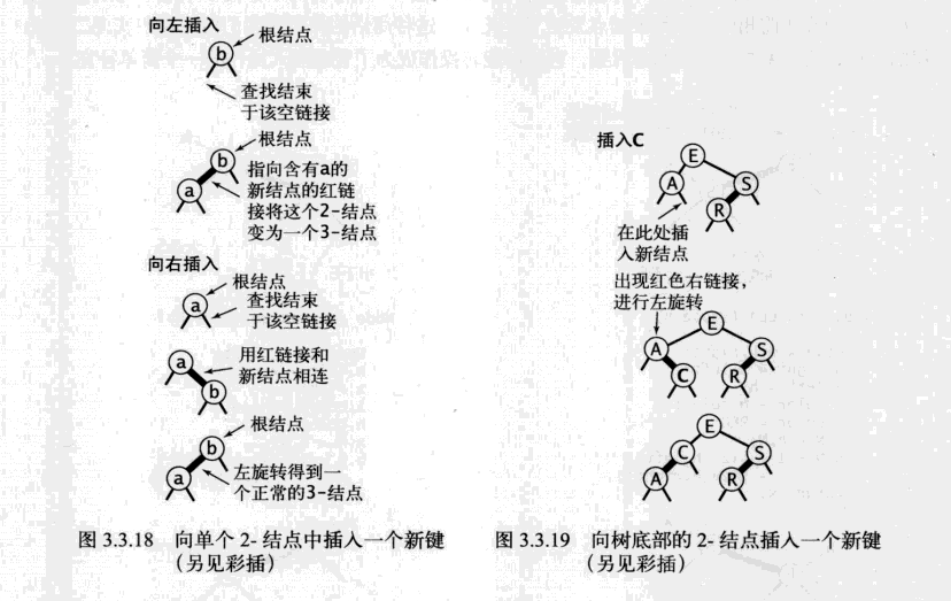 向左插入
根结点
b
查找结束
于该空链接
根结点
b
a
指向含有a的
新结点的红链
接将这个2-结点
变为一个3-结点
向右插入
根结点
a
查找结束
于该空链接
a
用红链接和
新结点相连
b
根结点
b
a
左旋转得到一
个正常的3-结点
图 3.3.18 向单个 2- 结点中插入一个新键
（另见彩插）
插入C
E
A
S
R
在此处插
入新结点
出现红色右链接，
进行左旋转
E
A
S
C
R
E
C
S
A
R
图 3.3.19 向树底部的 2- 结点插入一个新键
（另见彩插）